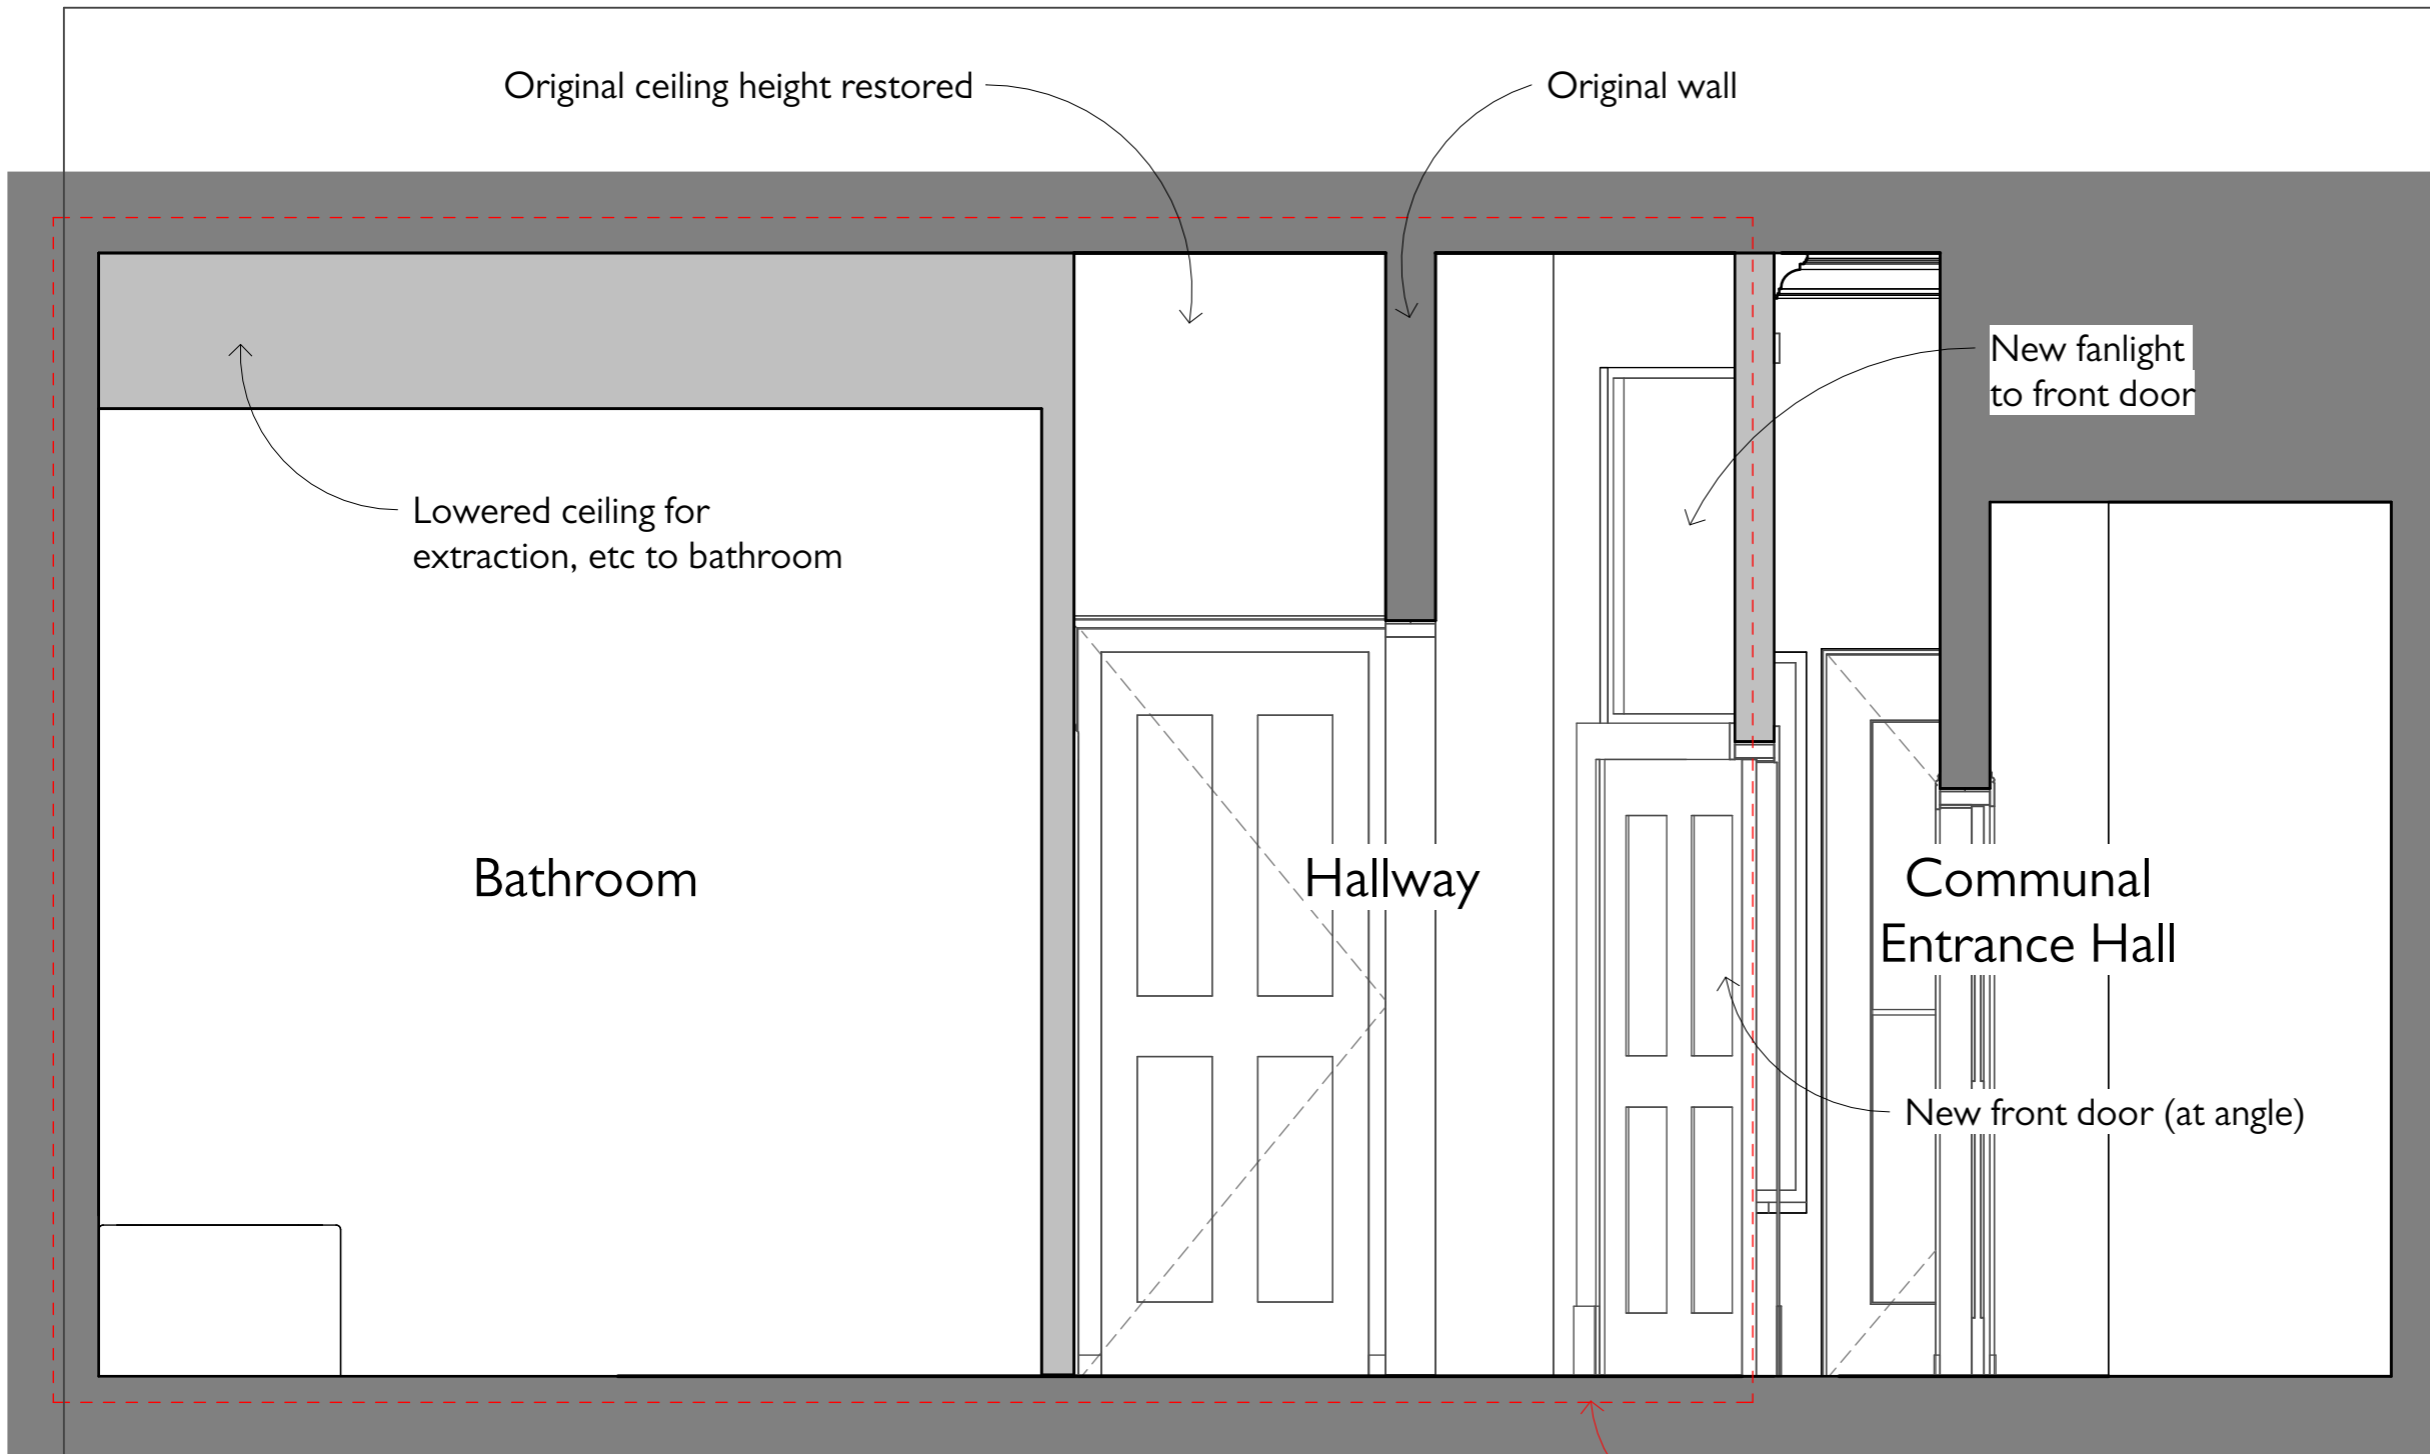 Original ceiling height restored
Original wall
New fanlight
to front door
Lowered ceiling for
extraction, etc to bathroom
Bathroom
Hallway
Communal
Entrance Hall
New front door (at angle)